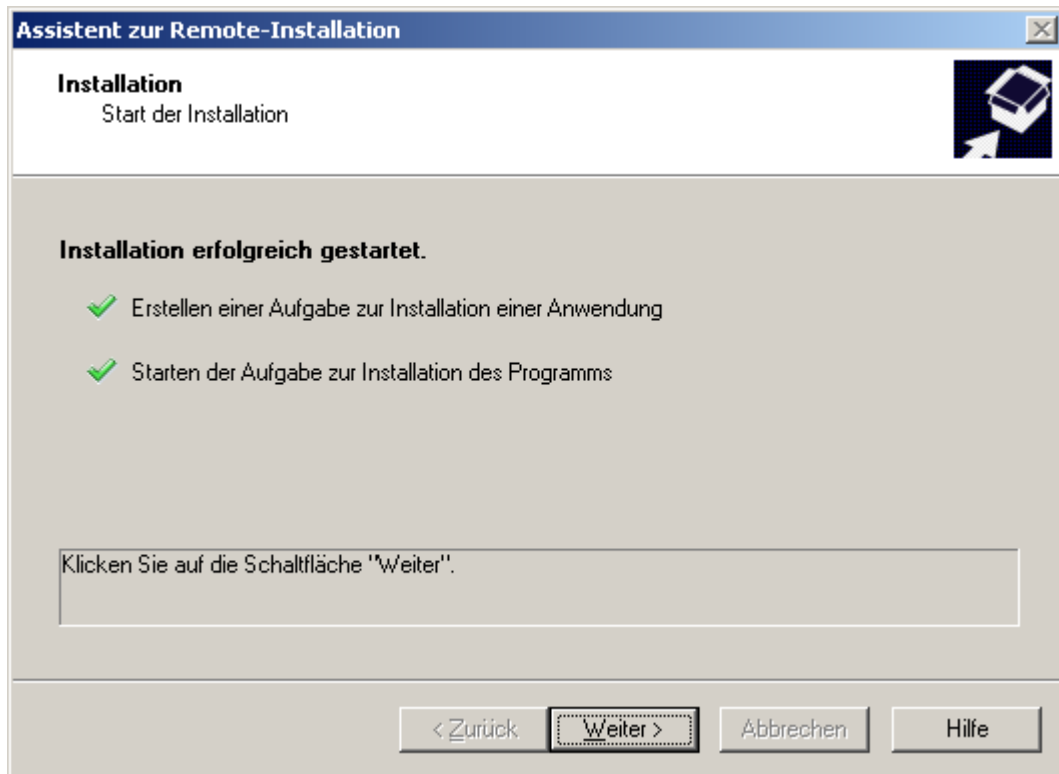 Assistent zur Remote-Installation
Installation
Start der Installation
Installation erfolgreich gestartet.
Erstellen einer Aufgabe zur Installation einer Anwendung
Starten der Aufgabe zur Installation des Programms
Klicken Sie auf die Schaltfläche "Weiter".
< Zurück Weiter > Abbrechen Hilfe